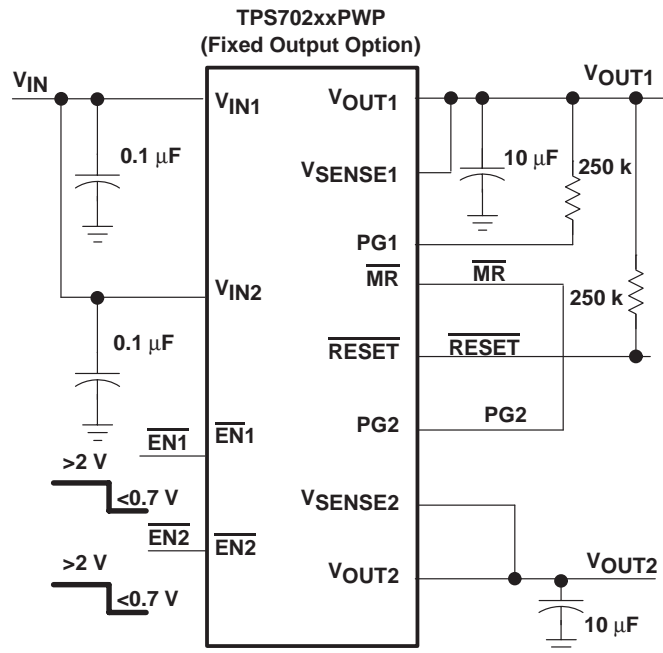 TPS702xxPWP
(Fixed Output Option)
VIN
VIN1
VOUT1
VOUT1
0.1 μF
VSENSE1
10 μF
250 k
PG1
MR
MR
VIN2
250 k
0.1 μF
RESET
RESET
EN1
EN1
PG2
PG2
>2 V
<0.7 V
VSENSE2
EN2
EN2
>2 V
VOUT2
VOUT2
<0.7 V
10 μF